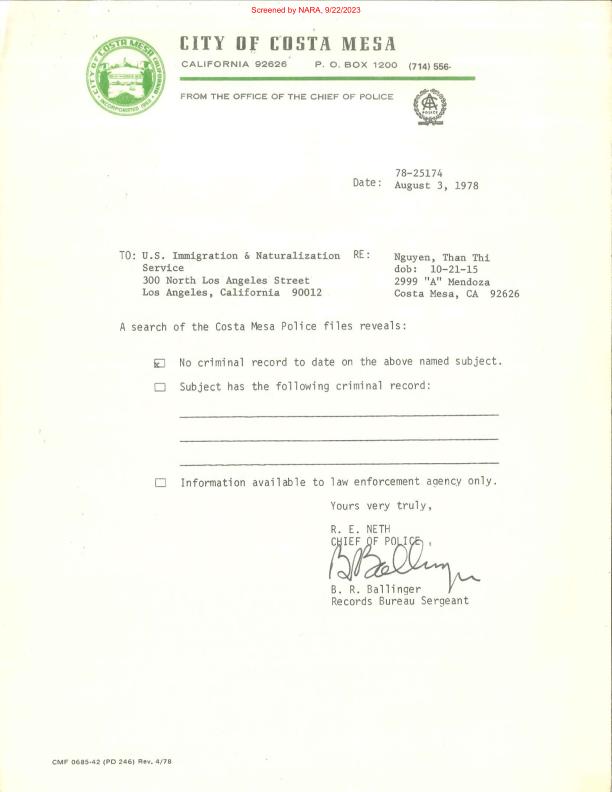 Screened by NARA, 9/22/2023
CITY OF COSTA MESA
CALIFORNIA 92626 P. O. BOX 1200 (714) 556-
FROM THE OFFICE OF THE CHIEF OF POLICE
CITY OF COSTA MESA CALIFORNIA
INCORPORATED 1953
POLICE
78-25174
Date: August 3, 1978
TO: U.S. Immigration & Naturalization
Service
300 North Los Angeles Street
Los Angeles, California 90012
RE: Nguyen, Than Thi
dob: 10-21-15
2999 "A" Mendoza
Costa Mesa, CA 92626
A search of the Costa Mesa Police files reveals:
No criminal record to date on the above named subject.
Subject has the following criminal record:
Information available to law enforcement agency only.
Yours very truly,
R. E. NETH
CHIEF OF POLICE
B Ballinger
B. R. Ballinger
Records Bureau Sergeant
CMF 0685-42 (PD 246) Rev. 4/78